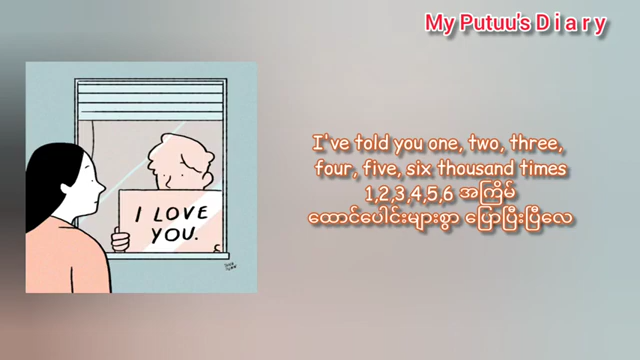 My Putuu's D i a r y
I LOVE
YOU.
I've told you one, two, three,
four, five, six thousand times
1,2,3,4,5,6 အကြိမ်
ထောင်ပေါင်းများစွာ ပြောပြီးပြီလေ